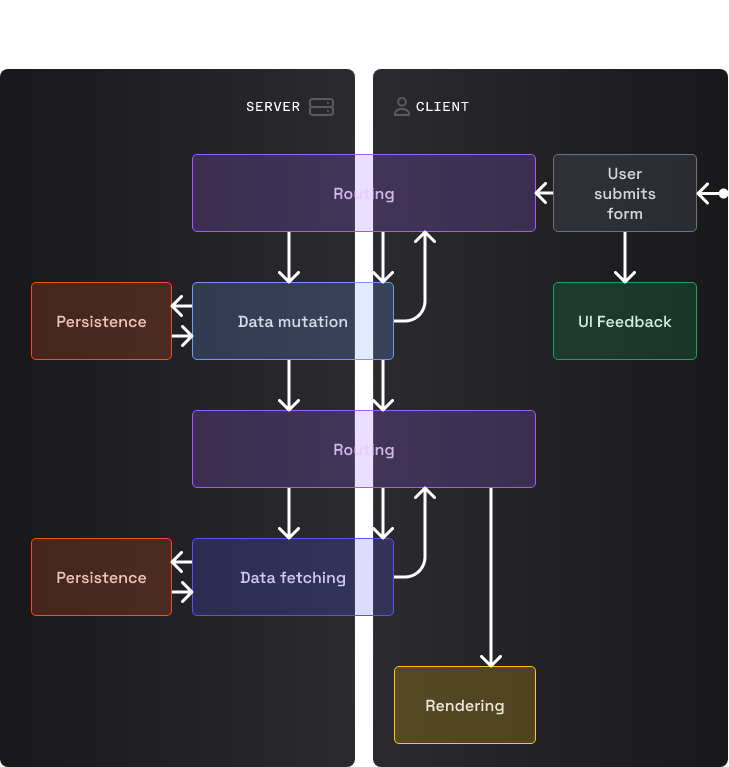 SERVER
CLIENT
Routing
User
submits
form
Persistence
Data mutation
UI Feedback
Routing
Persistence
Data fetching
Rendering